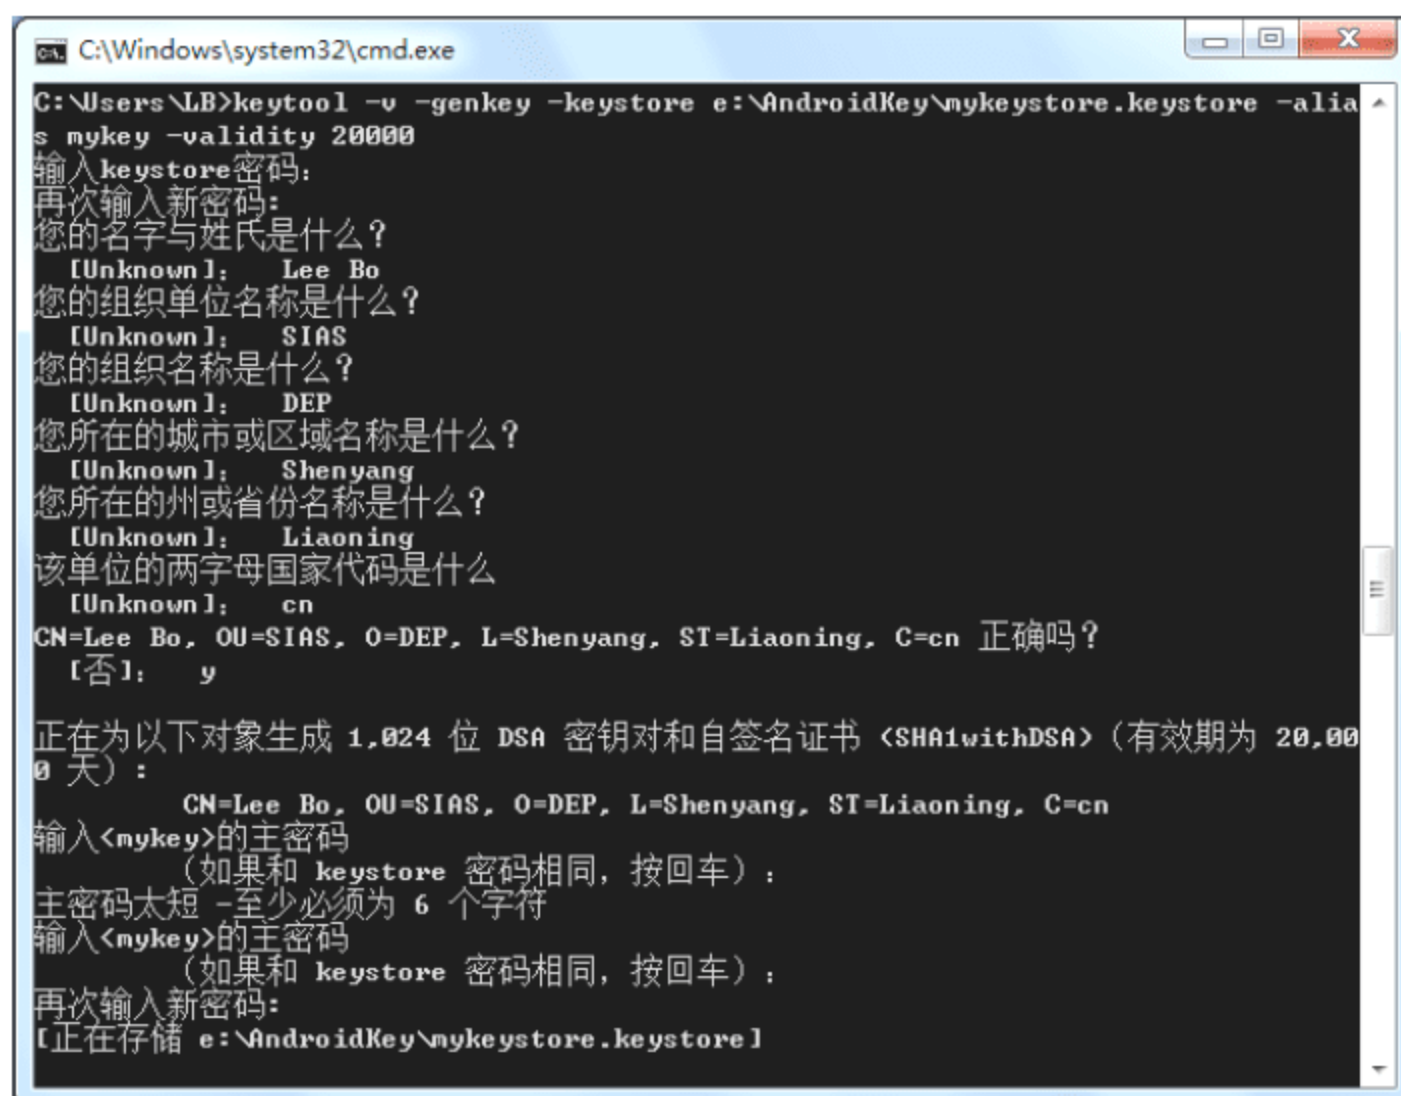 C:\Windows\system32\cmd.exe
C:\Users\LB>keytool -v -genkey -keystore e:\AndroidKey\mykeystore.keystore -alia
s mykey -validity 20000
输入keystore密码:
再次输入新密码:
您的名字与姓氏是什么?
[Unknown]:   Lee Bo
您的组织单位名称是什么?
[Unknown]:   SIAS
您的组织名称是什么?
[Unknown]:   DEP
您所在的城市或区域名称是什么?
[Unknown]:   Shenyang
您所在的州或省份名称是什么?
[Unknown]:   Liaoning
该单位的两字母国家代码是什么
[Unknown]:   cn
CN=Lee Bo, OU=SIAS, O=DEP, L=Shenyang, ST=Liaoning, C=cn 正确吗?
[否]:   y
正在为以下对象生成 1,024 位 DSA 密钥对和自签名证书 <SHA1withDSA>（有效期为 20,00
0 天）:
CN=Lee Bo, OU=SIAS, O=DEP, L=Shenyang, ST=Liaoning, C=cn
输入<mykey>的主密码
（如果和 keystore 密码相同，按回车）:
主密码太短 -至少必须为 6 个字符
输入<mykey>的主密码
（如果和 keystore 密码相同，按回车）:
再次输入新密码:
[正在存储 e:\AndroidKey\mykeystore.keystore]